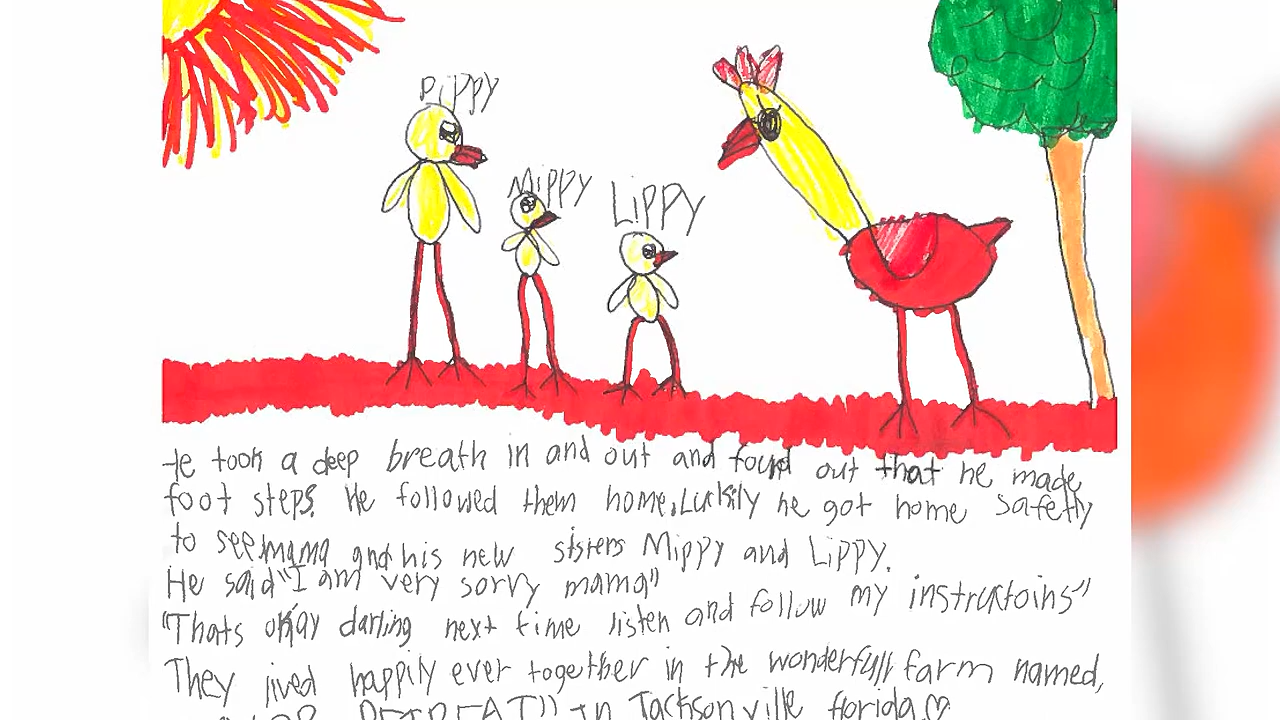 Pippy
Mippy
Lippy
He took a deep breath in and out and found out that he made
foot steps. He followed them home. Luckily he got home safetly
to see mama and his new sisters Mippy and Lippy.
He said "I am very sorry mama"
"Thats okay darling next time listen and follow my instructoins"
They lived happily ever together in the wonderfull farm named,
in Jacksonville florida ♡